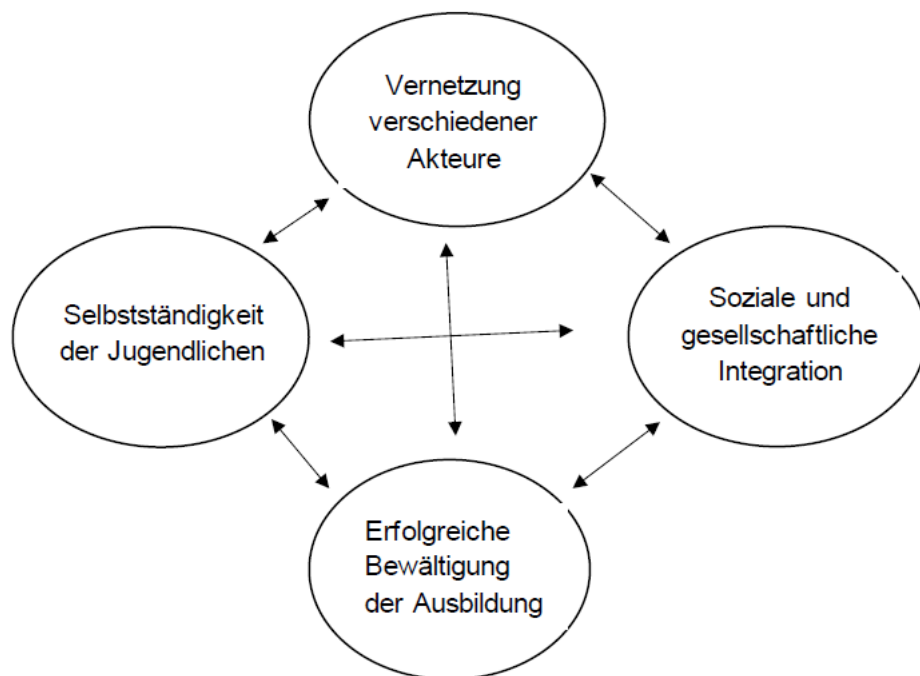 Vernetzung
verschiedener
Akteure
Selbstständigkeit
der Jugendlichen
Soziale und
gesellschaftliche
Integration
Erfolgreiche
Bewältigung
der Ausbildung